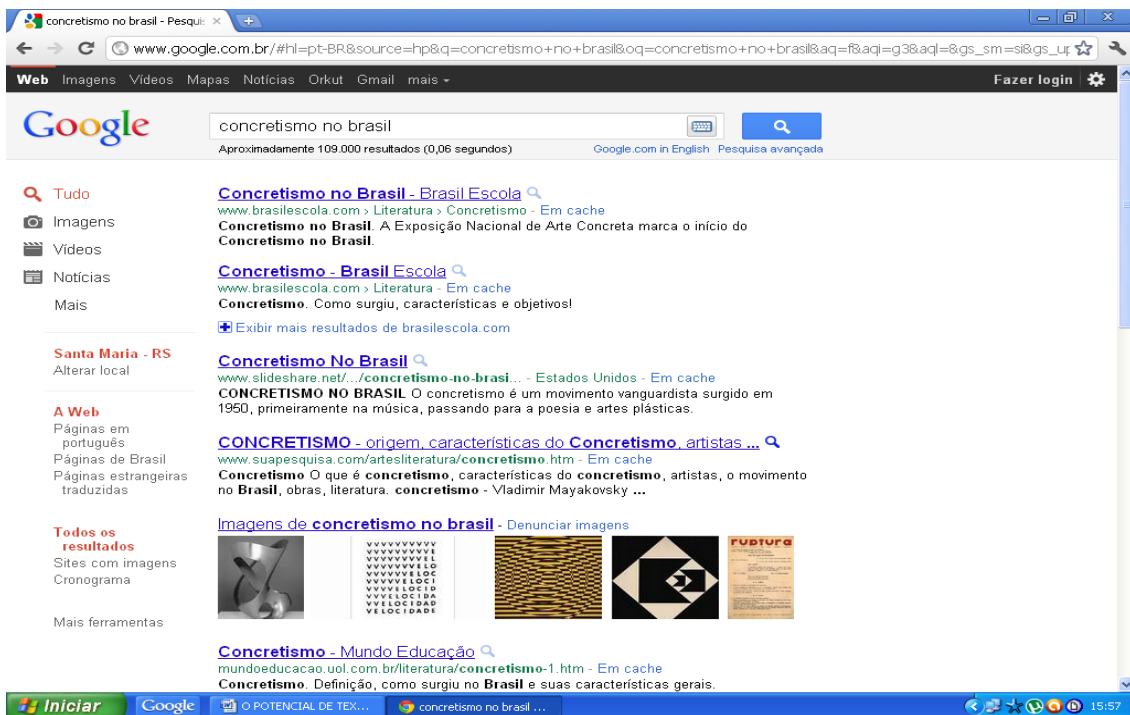 concretismo no brasil - Pesqui
www.google.com.br/#hl=pt-BR&source=hp&q=concretismo+no+brasil&oq=concretismo+no+brasil&aq=f&aqi=g3&aql=&gs_sm=si&gs_up
Web Imagens Vídeos Mapas Notícias Orkut Gmail mais
Fazer login
Google
concretismo no brasil
Aproximadamente 109.000 resultados (0,06 segundos)
Google.com in English Pesquisa avançada
Tudo
Imagens
Vídeos
Notícias
Mais
Santa Maria - RS
Alterar local
A Web
Páginas em
português
Páginas de Brasil
Páginas estrangeiras
traduzidas
Todos os
resultados
Sites com imagens
Cronograma
Mais ferramentas
Concretismo no Brasil - Brasil Escola
www.brasilescola.com › Literatura › Concretismo - Em cache
Concretismo no Brasil. A Exposição Nacional de Arte Concreta marca o início do
Concretismo no Brasil.
Concretismo - Brasil Escola
www.brasilescola.com › Literatura - Em cache
Concretismo. Como surgiu, características e objetivos!
Exibir mais resultados de brasilescola.com
Concretismo No Brasil
www.slideshare.net/.../concretismo-no-brasi... - Estados Unidos - Em cache
CONCRETISMO NO BRASIL O concretismo é um movimento vanguardista surgido em
1950, primeiramente na música, passando para a poesia e artes plásticas.
CONCRETISMO - origem, características do Concretismo, artistas ...
www.suapesquisa.com/artesliteratura/concretismo.htm - Em cache
Concretismo O que é concretismo, características do concretismo, artistas, o movimento
no Brasil, obras, literatura. concretismo - Vladimir Mayakovsky ...
Imagens de concretismo no brasil - Denunciar imagens
VVVVVVVVVV
VVVVVVVVVE
VVVVVVVVEL
VVVVVVVELO
VVVVVVELOC
VVVVVELOCI
VVVVELOCID
VVVELOCIDA
VVELOCIDAD
VELOCIDADE
ruptura
Concretismo - Mundo Educação
mundoeducacao.uol.com.br/literatura/concretismo-1.htm - Em cache
Concretismo. Definição, como surgiu no Brasil e suas características gerais.
Iniciar
Google
O POTENCIAL DE TEX...
concretismo no brasil ...
15:57